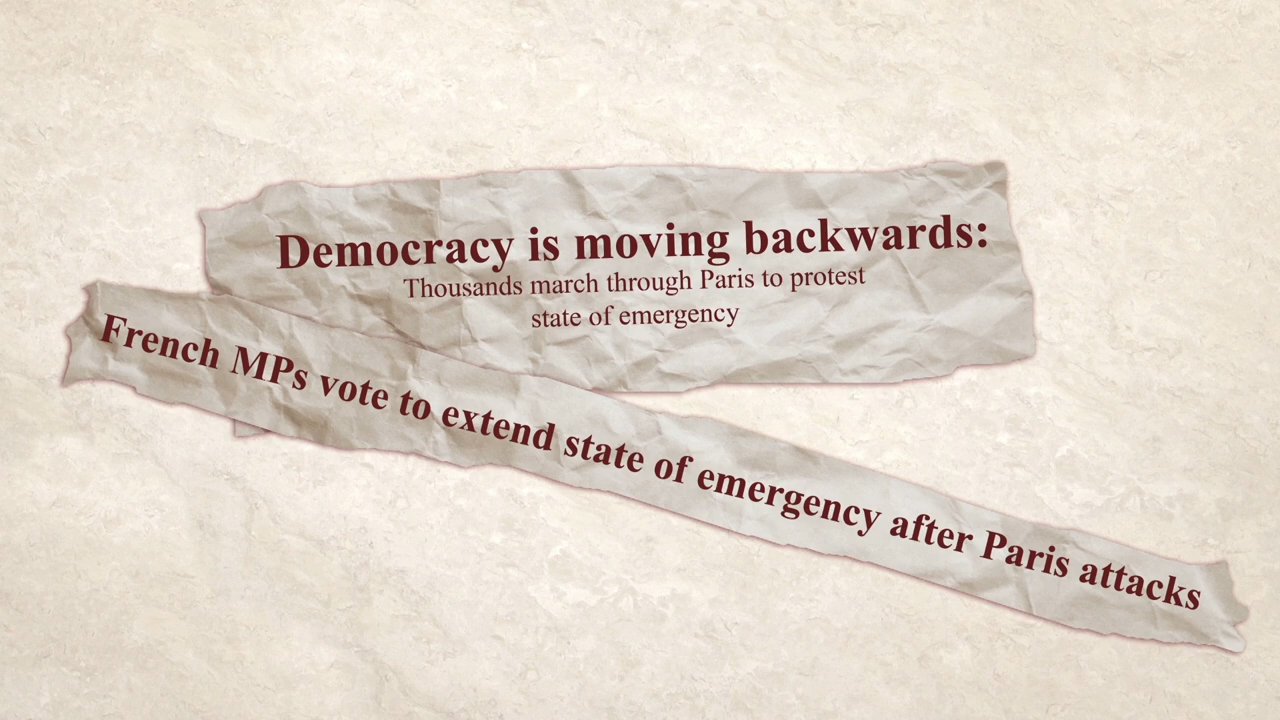 Democracy is moving backwards:
Thousands march through Paris to protest
state of emergency
French MPs vote to extend state of emergency after Paris attacks